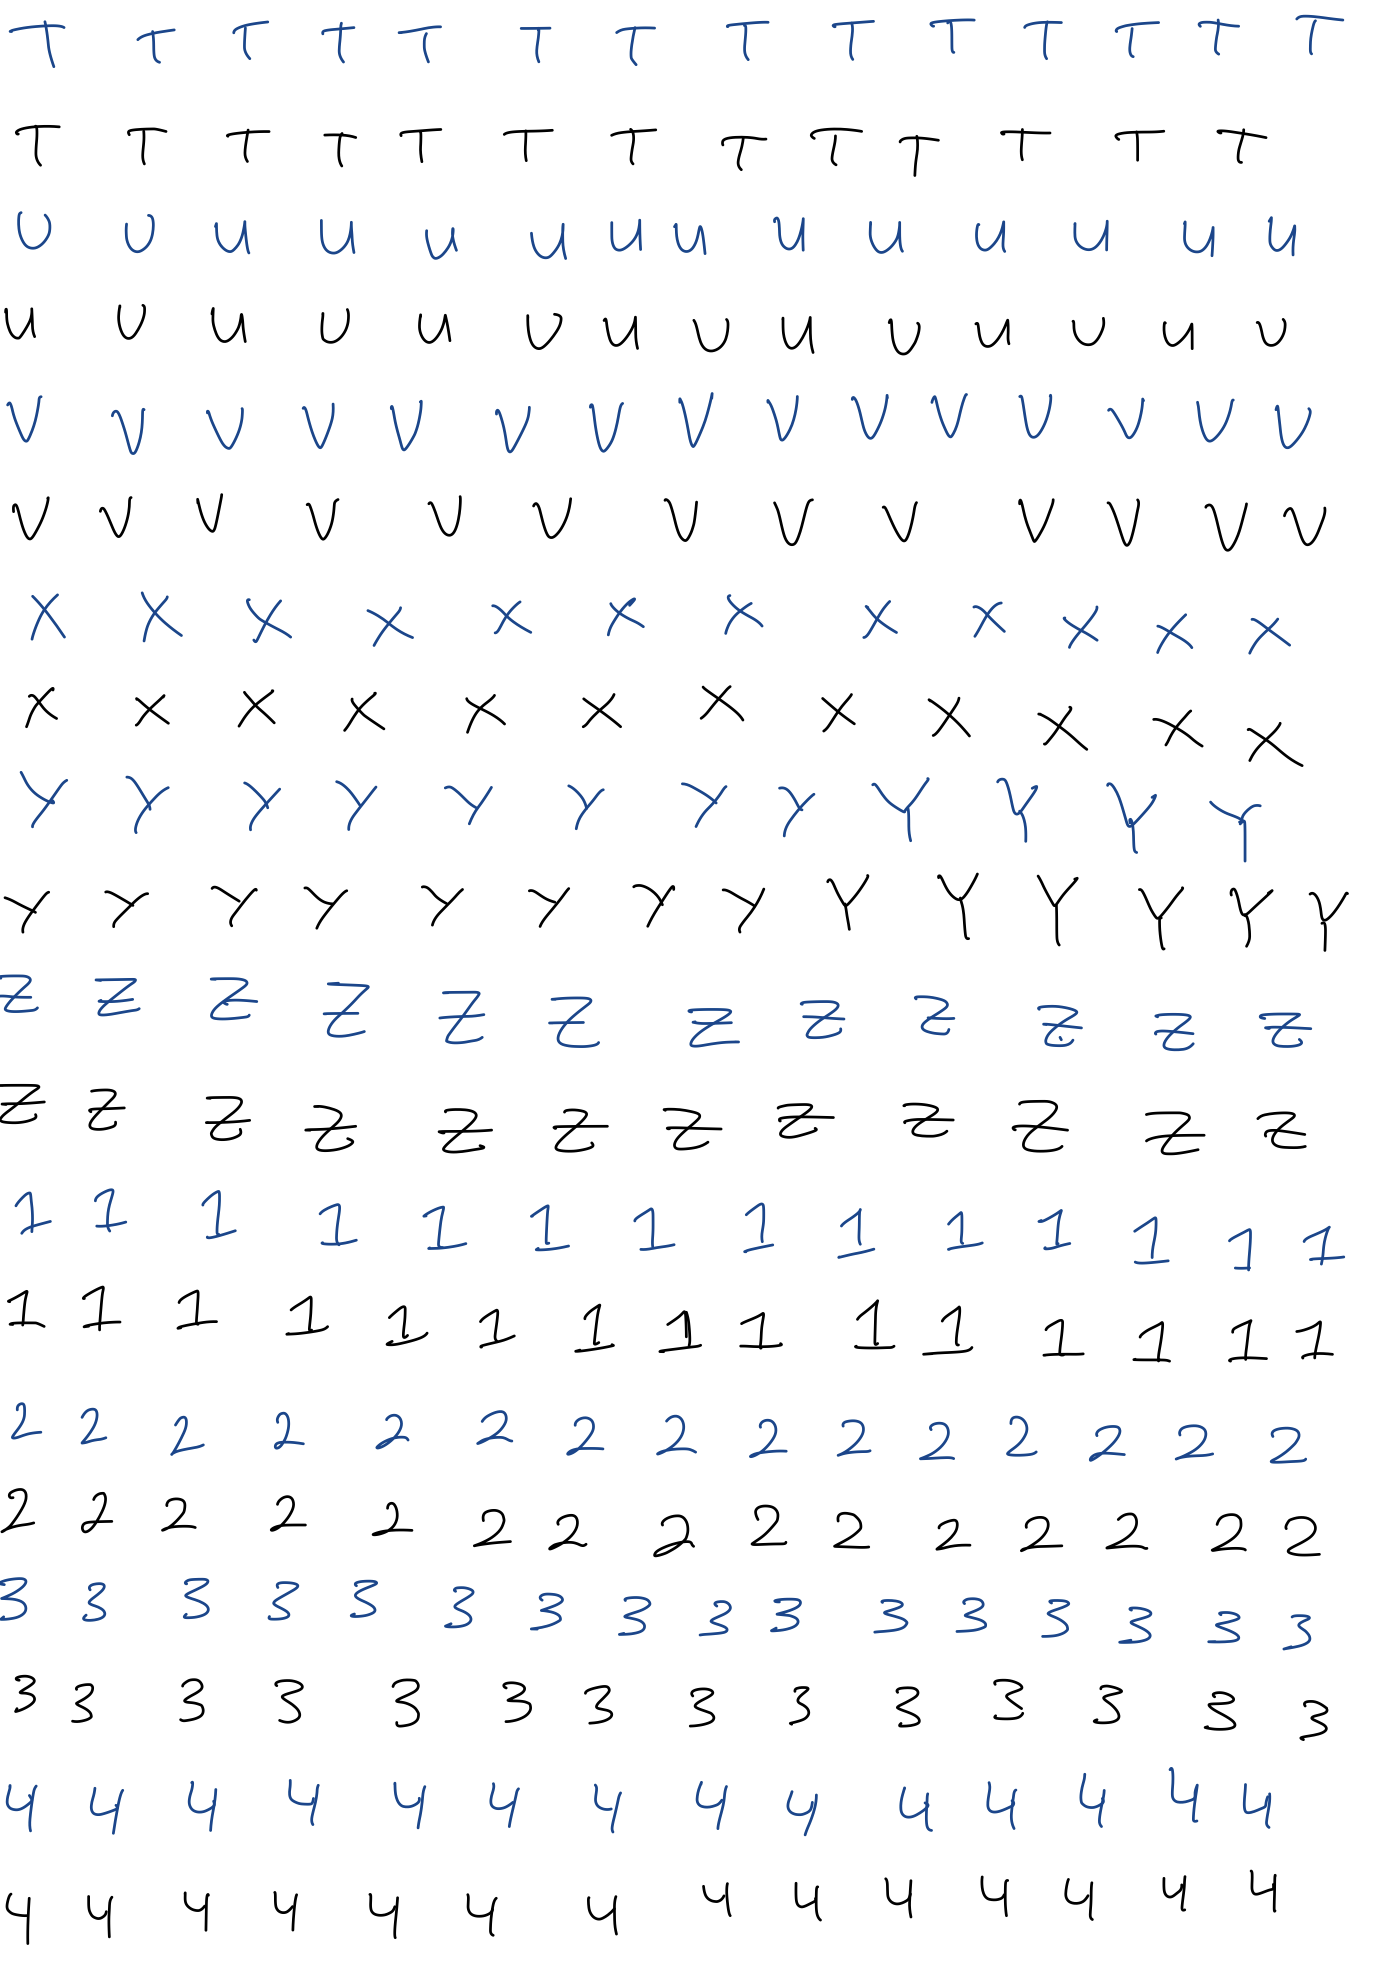 T T T T T T T T T T T T T T
T T T T T T T T T T T T T
U U U U U U U U U U U U U U
U U U U U U U U U U U U U U
V V V V V V V V V V V V V V V
V V V V V V V V V V V V V
X X X X X X X X X X X X
X X X X X X X X X X X X
Y Y Y Y Y Y Y Y Y Y Y Y
Y Y Y Y Y Y Y Y Y Y Y Y Y Y
Z Z Z Z Z Z Z Z Z Z Z Z
Z Z Z Z Z Z Z Z Z Z Z Z
1 1 1 1 1 1 1 1 1 1 1 1 1 1
1 1 1 1 1 1 1 1 1 1 1 1 1 1 1
2 2 2 2 2 2 2 2 2 2 2 2 2 2 2
2 2 2 2 2 2 2 2 2 2 2 2 2 2 2
3 3 3 3 3 3 3 3 3 3 3 3 3 3 3 3
3 3 3 3 3 3 3 3 3 3 3 3 3 3
4 4 4 4 4 4 4 4 4 4 4 4 4 4
4 4 4 4 4 4 4 4 4 4 4 4 4 4